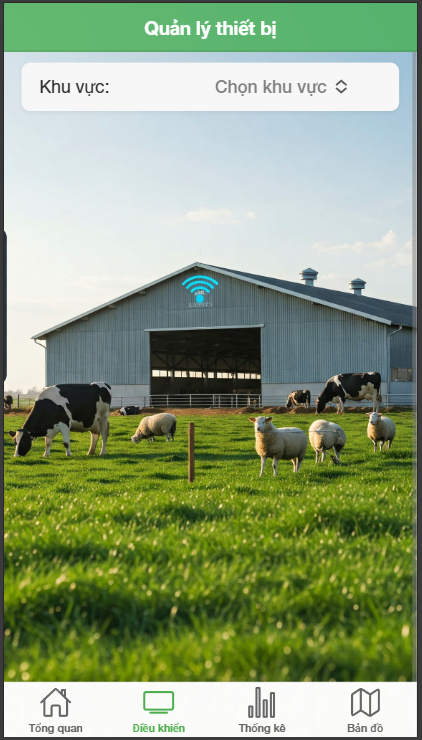 Quản lý thiết bị
Khu vực:
Chọn khu vực
Tổng quan
Điều khiển
Thống kê
Bản đồ